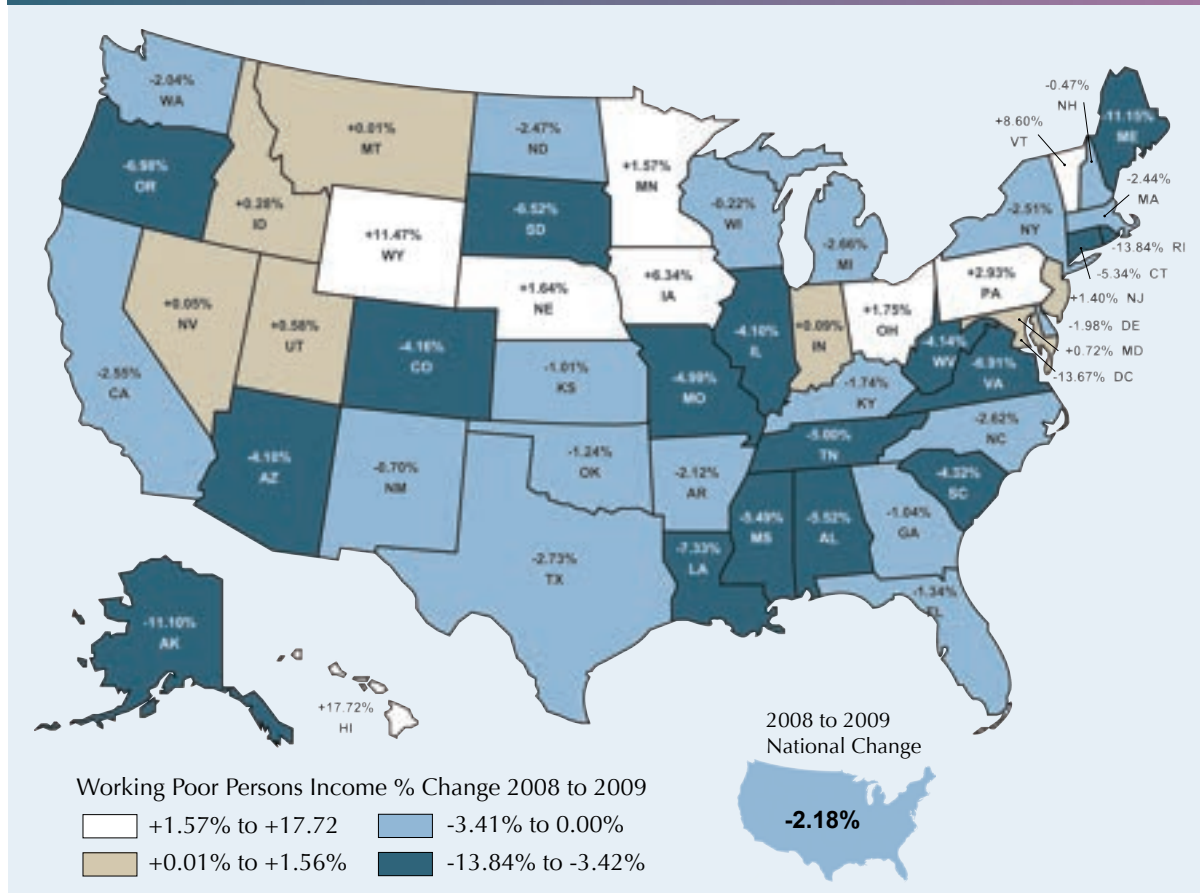 -2.04%
WA
-6.98%
OR
+0.01%
MT
+0.28%
ID
-2.47%
ND
-6.52%
SD
+1.57%
MN
+11.47%
WY
+1.64%
NE
+6.34%
IA
-0.22%
WI
-2.66%
MI
-2.51%
NY
-0.47%
NH
+8.60%
VT
-11.15%
ME
-2.44%
MA
-13.84% RI
-5.34% CT
+1.40% NJ
-1.98% DE
+0.72% MD
-13.67% DC
+2.93%
PA
+1.75%
OH
+0.09%
IN
-4.10%
IL
-4.14%
WV
VA
-1.74%
KY
+0.05%
NV
+0.58%
UT
-4.16%
CO
-1.01%
KS
MO
-2.55%
CA
AZ
-0.70%
NM
-1.24%
OK
-2.12%
AR
-5.00%
TN
-2.62%
NC
-4.32%
SC
-5.49%
MS
-5.52%
AL
-1.04%
GA
-2.73%
TX
-7.33%
LA
-1.34%
FL
-11.10%
AK
+17.72%
HI
2008 to 2009
National Change
-2.18%
Working Poor Persons Income % Change 2008 to 2009
+1.57% to +17.72
-3.41% to 0.00%
+0.01% to +1.56%
-13.84% to -3.42%